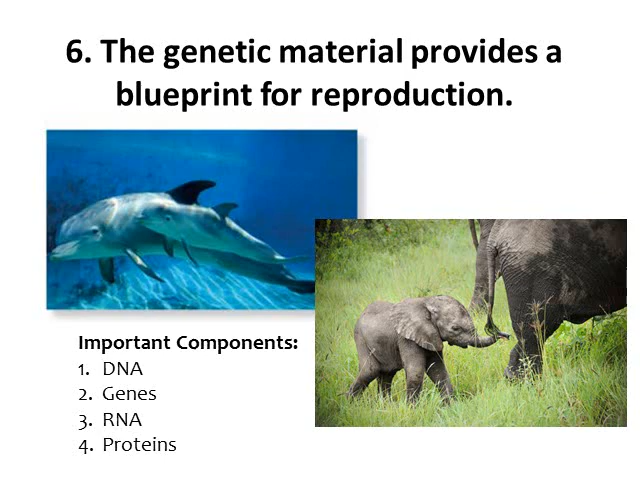 6. The genetic material provides a
blueprint for reproduction.
Important Components:
1. DNA
2. Genes
3. RNA
4. Proteins